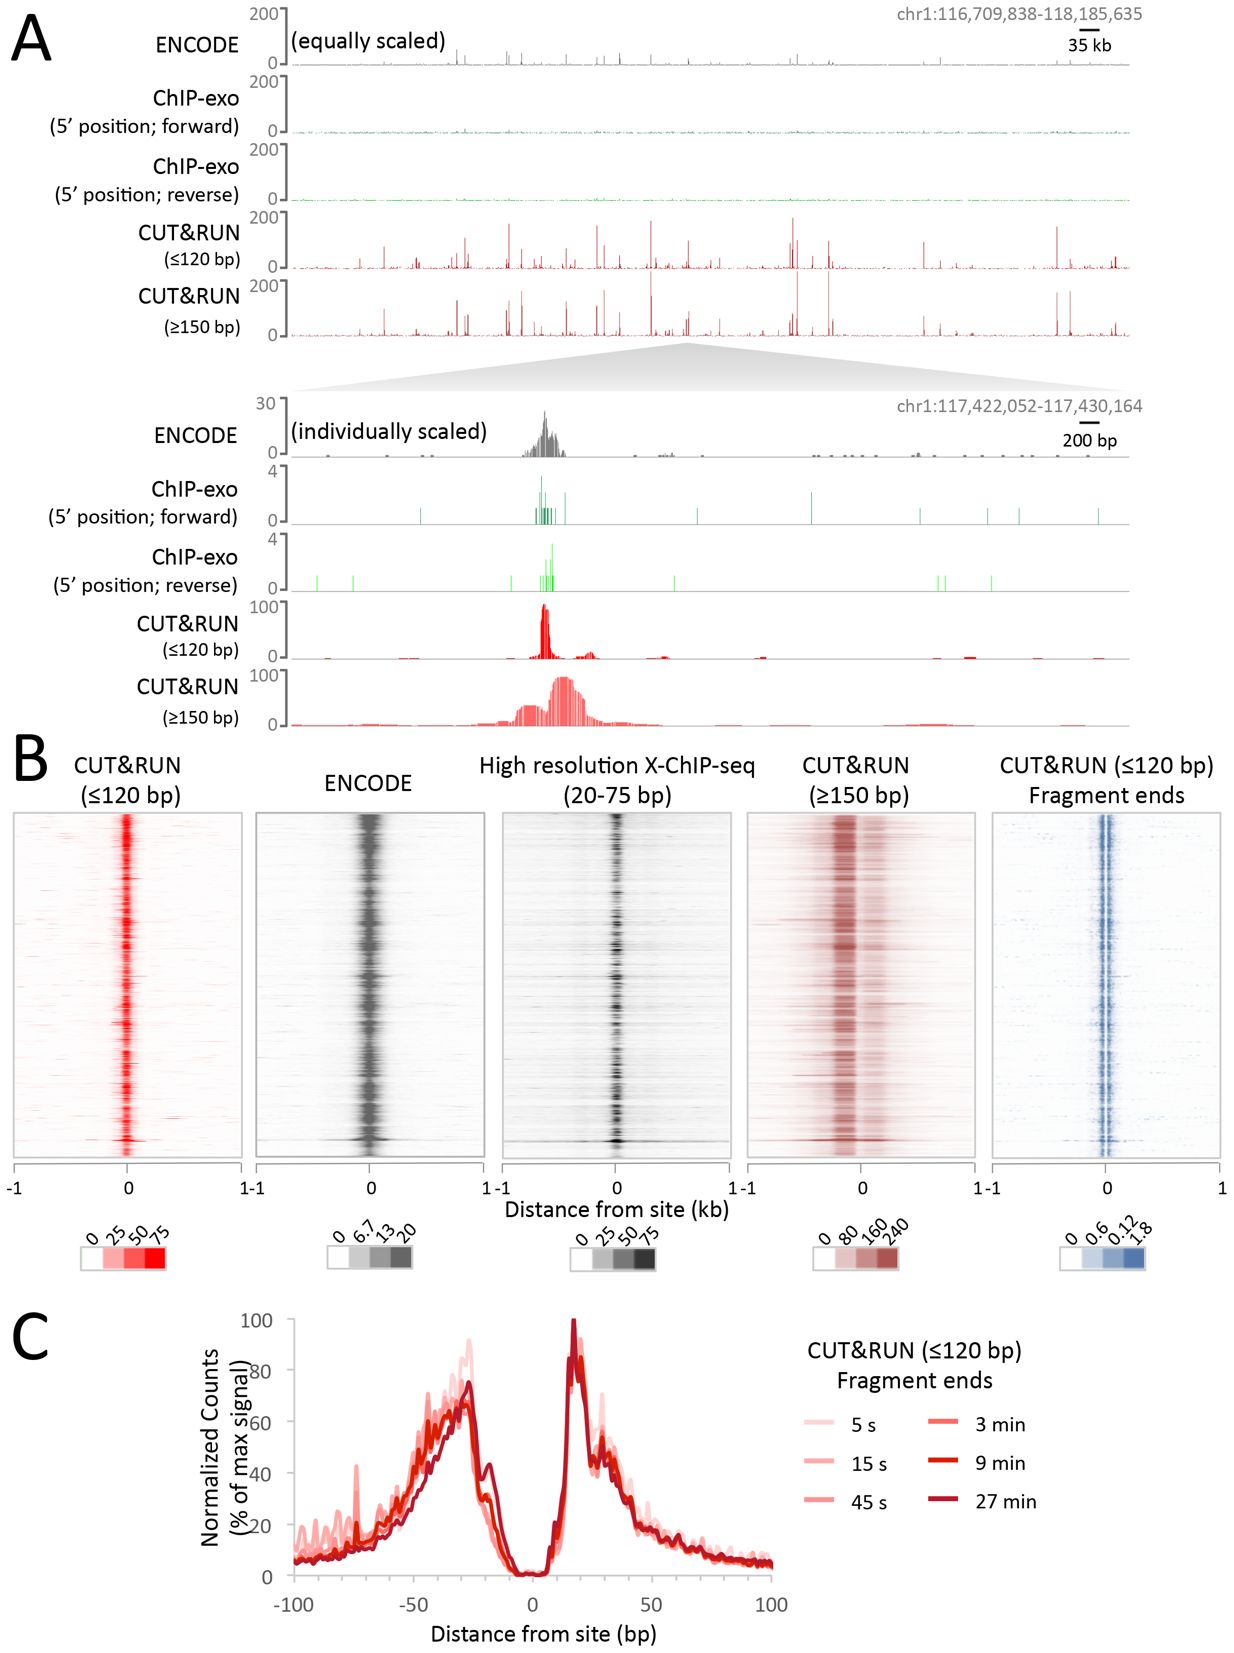 A
200
0
ENCODE
(equally scaled)
chr1:116,709,838-118,185,635
35 kb
200
0
ChIP-exo
(5′ position; forward)
200
0
ChIP-exo
(5′ position; reverse)
200
0
CUT&RUN
(≤120 bp)
200
0
CUT&RUN
(≥150 bp)
30
0
ENCODE
(individually scaled)
chr1:117,422,052-117,430,164
200 bp
4
0
ChIP-exo
(5′ position; forward)
4
0
ChIP-exo
(5′ position; reverse)
100
0
CUT&RUN
(≤120 bp)
100
0
CUT&RUN
(≥150 bp)
B
CUT&RUN
(≤120 bp)
ENCODE
High resolution X-ChIP-seq
(20-75 bp)
CUT&RUN
(≥150 bp)
CUT&RUN (≤120 bp)
Fragment ends
-1 0 1
-1 0 1
-1 0 1
-1 0 1
-1 0 1
Distance from site (kb)
0 25 50 75
0 6.7 13 20
0 25 50 75
0 80 160 240
0 0.6 0.12 1.8
C
Normalized Counts
(% of max signal)
100
80
60
40
20
0
-100 -50 0 50 100
Distance from site (bp)
CUT&RUN (≤120 bp)
Fragment ends
5 s
15 s
45 s
3 min
9 min
27 min